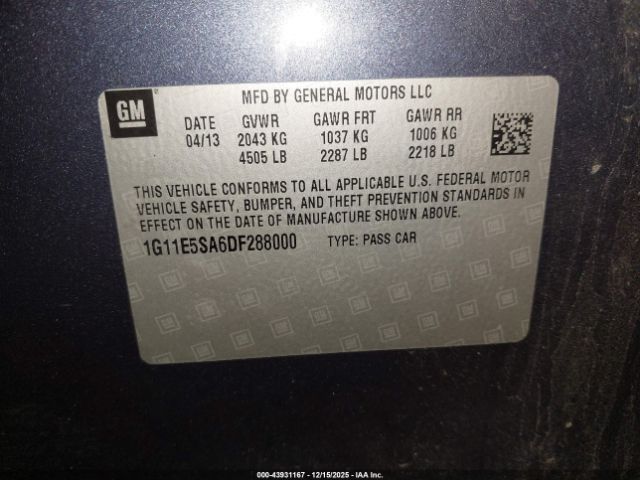 GM
MFD BY GENERAL MOTORS LLC
DATE GVWR GAWR FRT GAWR RR
04/13 2043 KG 1037 KG 1006 KG
4505 LB 2287 LB 2218 LB
THIS VEHICLE CONFORMS TO ALL APPLICABLE U.S. FEDERAL MOTOR
VEHICLE SAFETY, BUMPER, AND THEFT PREVENTION STANDARDS IN
EFFECT ON THE DATE OF MANUFACTURE SHOWN ABOVE.
1G11E5SA6DF288000 TYPE: PASS CAR
000-43931167 - 12/15/2025 - IAA Inc.